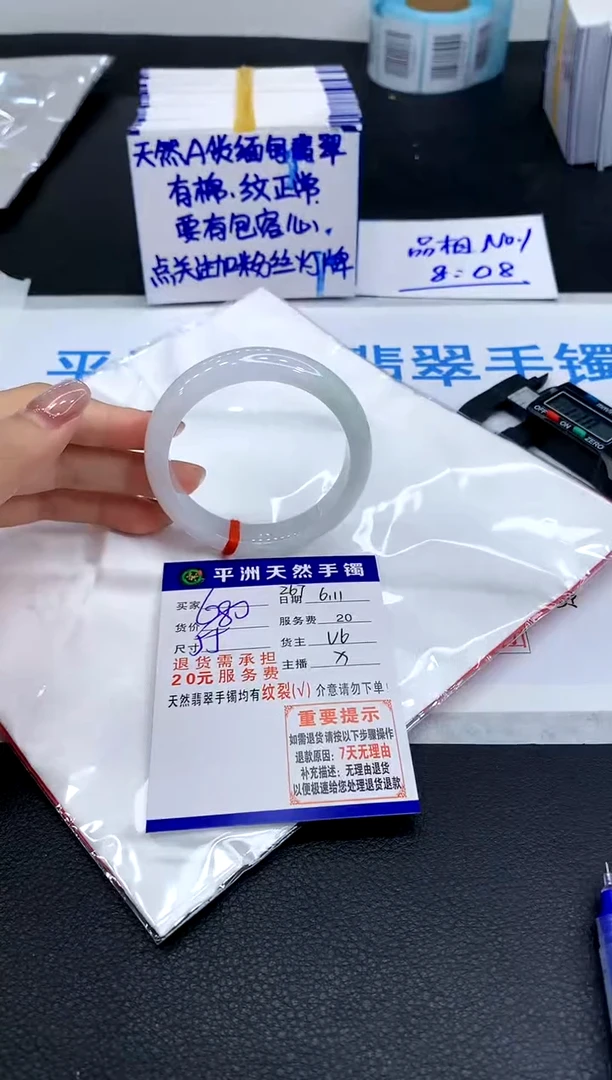 天然A货缅甸翡翠
有棉、纹正常
要有包容心,
点关注加粉丝灯牌
品相No.1
8:08
平 翡翠手镯
OFF ON ZERO
平洲天然手镯
买家
267
日期 6.11
货价 680
服务费 20
尺寸
货主 V6
退货需承担
主播 X
20元服务费
天然翡翠手镯均有纹裂(√) 介意请勿下单!
重要提示
如需退货请按以下步骤操作
退款原因:7天无理由
补充描述:无理由退货
以便极速给您处理退货退款